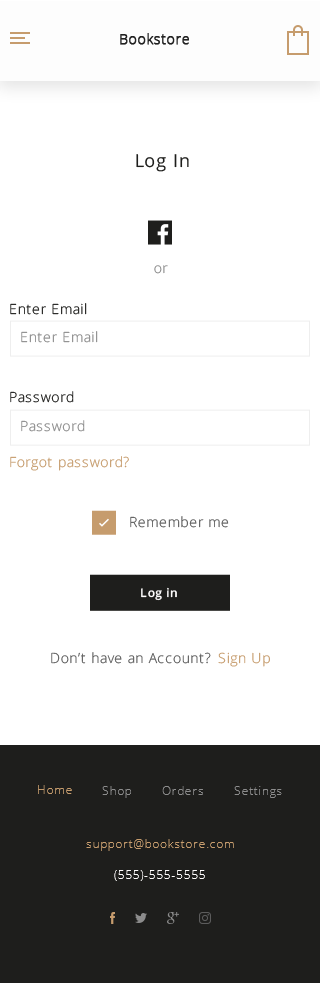 Bookstore
Log In
or
Enter Email
Enter Email
Password
Password
Forgot password?
Remember me
Log in
Don’t have an Account? Sign Up
Home Shop Orders Settings
support@bookstore.com
(555)-555-5555